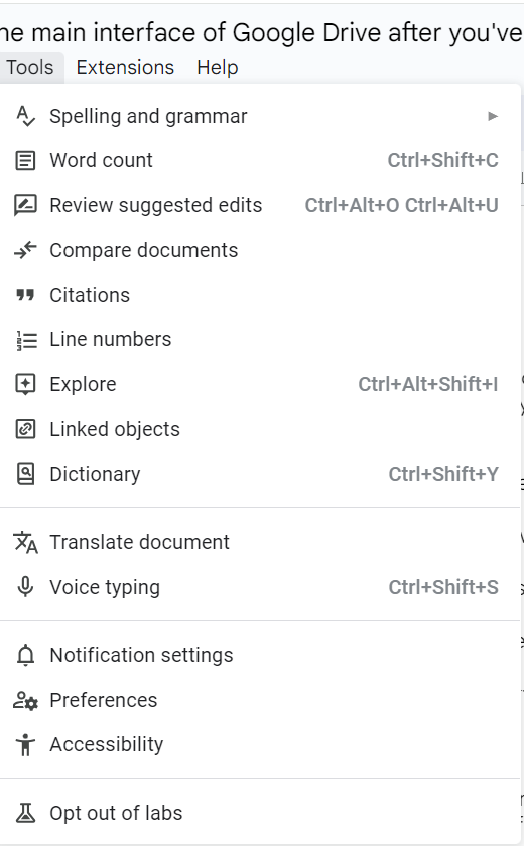 ne main interface of Google Drive after you've
Tools Extensions Help
Spelling and grammar
Word count Ctrl+Shift+C
Review suggested edits Ctrl+Alt+O Ctrl+Alt+U
Compare documents
Citations
Line numbers
Explore Ctrl+Alt+Shift+I
Linked objects
Dictionary Ctrl+Shift+Y
Translate document
Voice typing Ctrl+Shift+S
Notification settings
Preferences
Accessibility
Opt out of labs